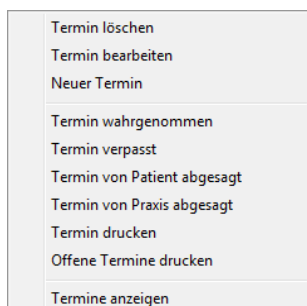 Termin löschen
Termin bearbeiten
Neuer Termin
Termin wahrgenommen
Termin verpasst
Termin von Patient abgesagt
Termin von Praxis abgesagt
Termin drucken
Offene Termine drucken
Termine anzeigen